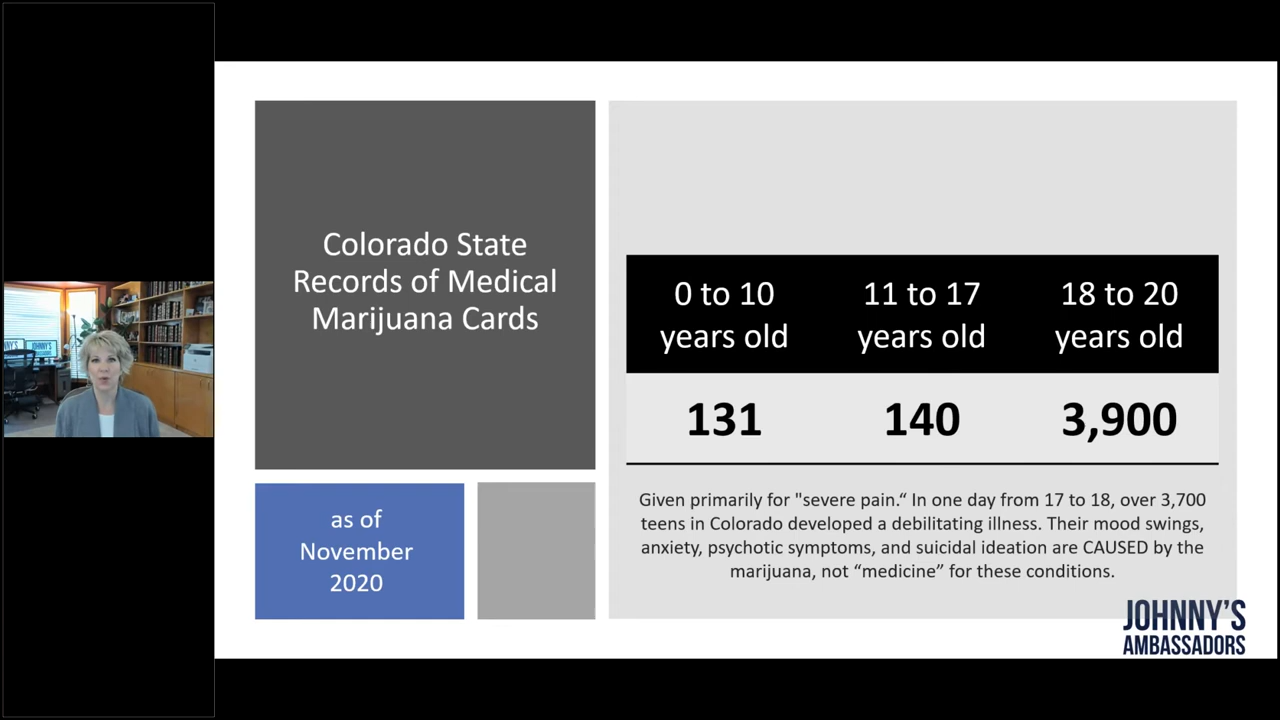 Colorado State
Records of Medical
Marijuana Cards
as of
November
2020
0 to 10
years old
11 to 17
years old
18 to 20
years old
131
140
3,900
Given primarily for "severe pain.“ In one day from 17 to 18, over 3,700
teens in Colorado developed a debilitating illness. Their mood swings,
anxiety, psychotic symptoms, and suicidal ideation are CAUSED by the
marijuana, not “medicine” for these conditions.
JOHNNY’S
AMBASSADORS